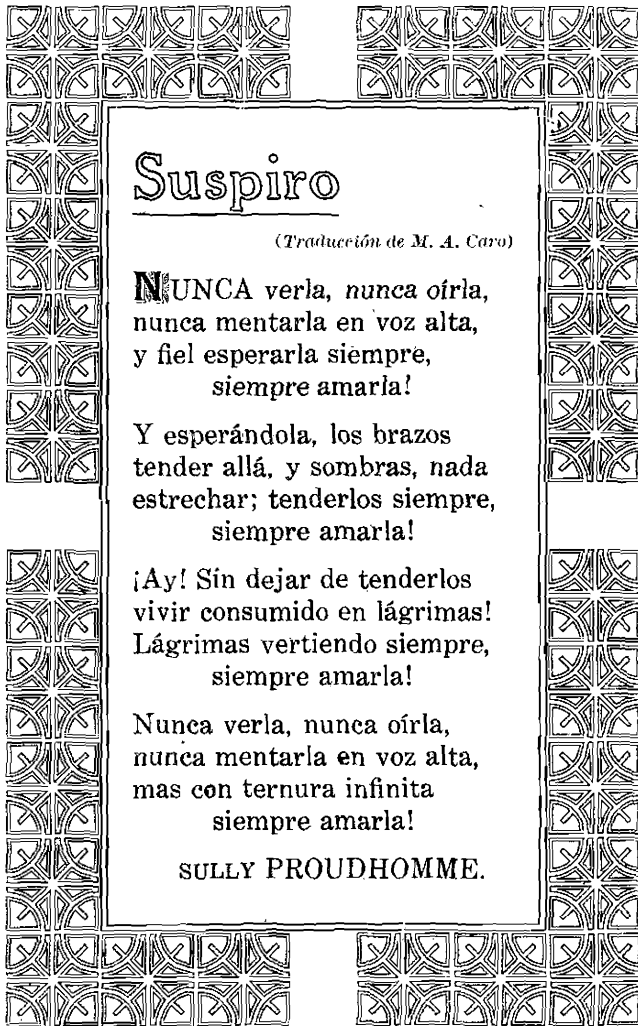 Suspiro
(Traducción de M. A. Caro)
NUNCA verla, nunca oírla,
nunca mentarla en voz alta,
y fiel esperarla siempre,
siempre amarla!
Y esperándola, los brazos
tender allá, y sombras, nada
estrechar; tenderlos siempre,
siempre amarla!
¡Ay! Sin dejar de tenderlos
vivir consumido en lágrimas!
Lágrimas vertiendo siempre,
siempre amarla!
Nunca verla, nunca oírla,
nunca mentarla en voz alta,
mas con ternura infinita
siempre amarla!
SULLY PROUDHOMME.